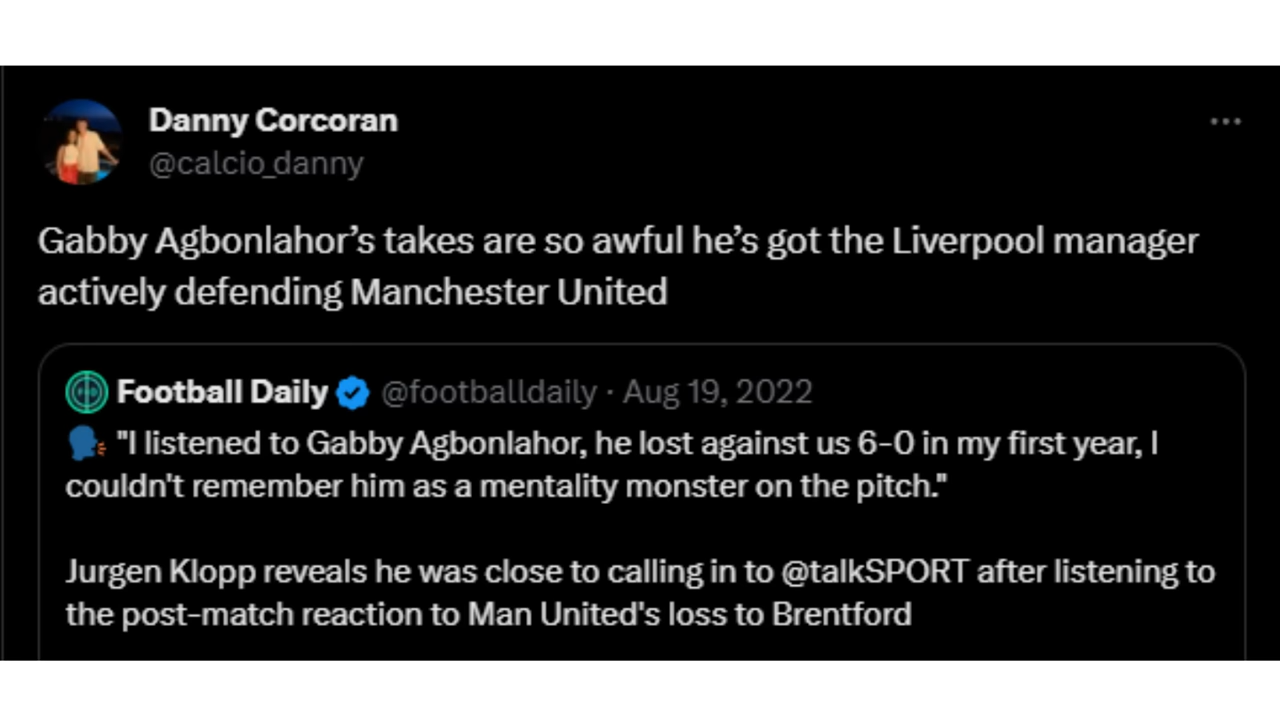 Danny Corcoran
@calcio_danny
Gabby Agbonlahor’s takes are so awful he’s got the Liverpool manager
actively defending Manchester United
Football Daily @footballdaily · Aug 19, 2022
🗣️ "I listened to Gabby Agbonlahor, he lost against us 6-0 in my first year, I
couldn't remember him as a mentality monster on the pitch."
Jurgen Klopp reveals he was close to calling in to @talkSPORT after listening to
the post-match reaction to Man United's loss to Brentford